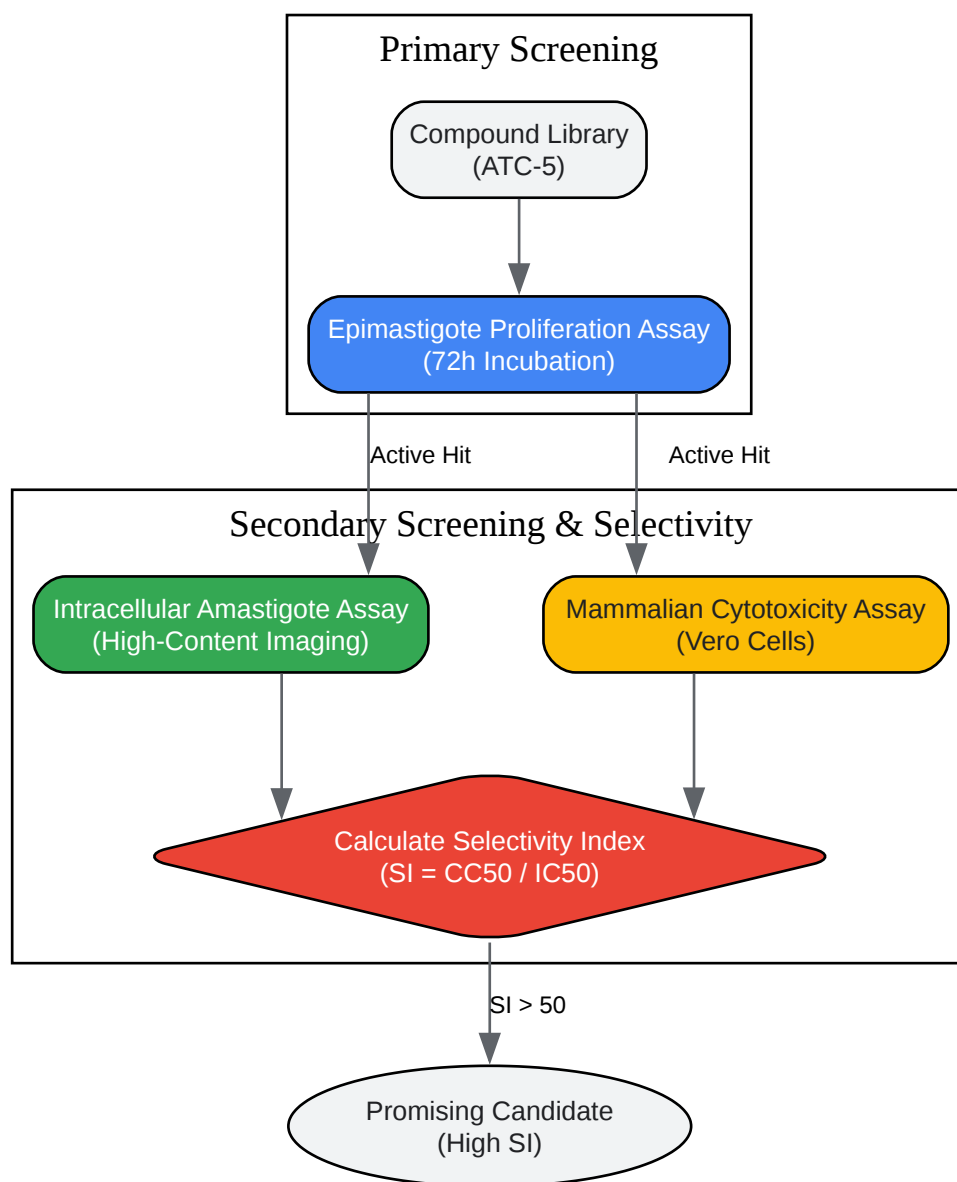 Primary Screening
Compound Library
(ATC-5)
Epimastigote Proliferation Assay
(72h Incubation)
Active Hit
Active Hit
Secondary Screening & Selectivity
Intracellular Amastigote Assay
(High-Content Imaging)
Mammalian Cytotoxicity Assay
(Vero Cells)
Calculate Selectivity Index
(SI = CC50 / IC50)
SI > 50
Promising Candidate
(High SI)